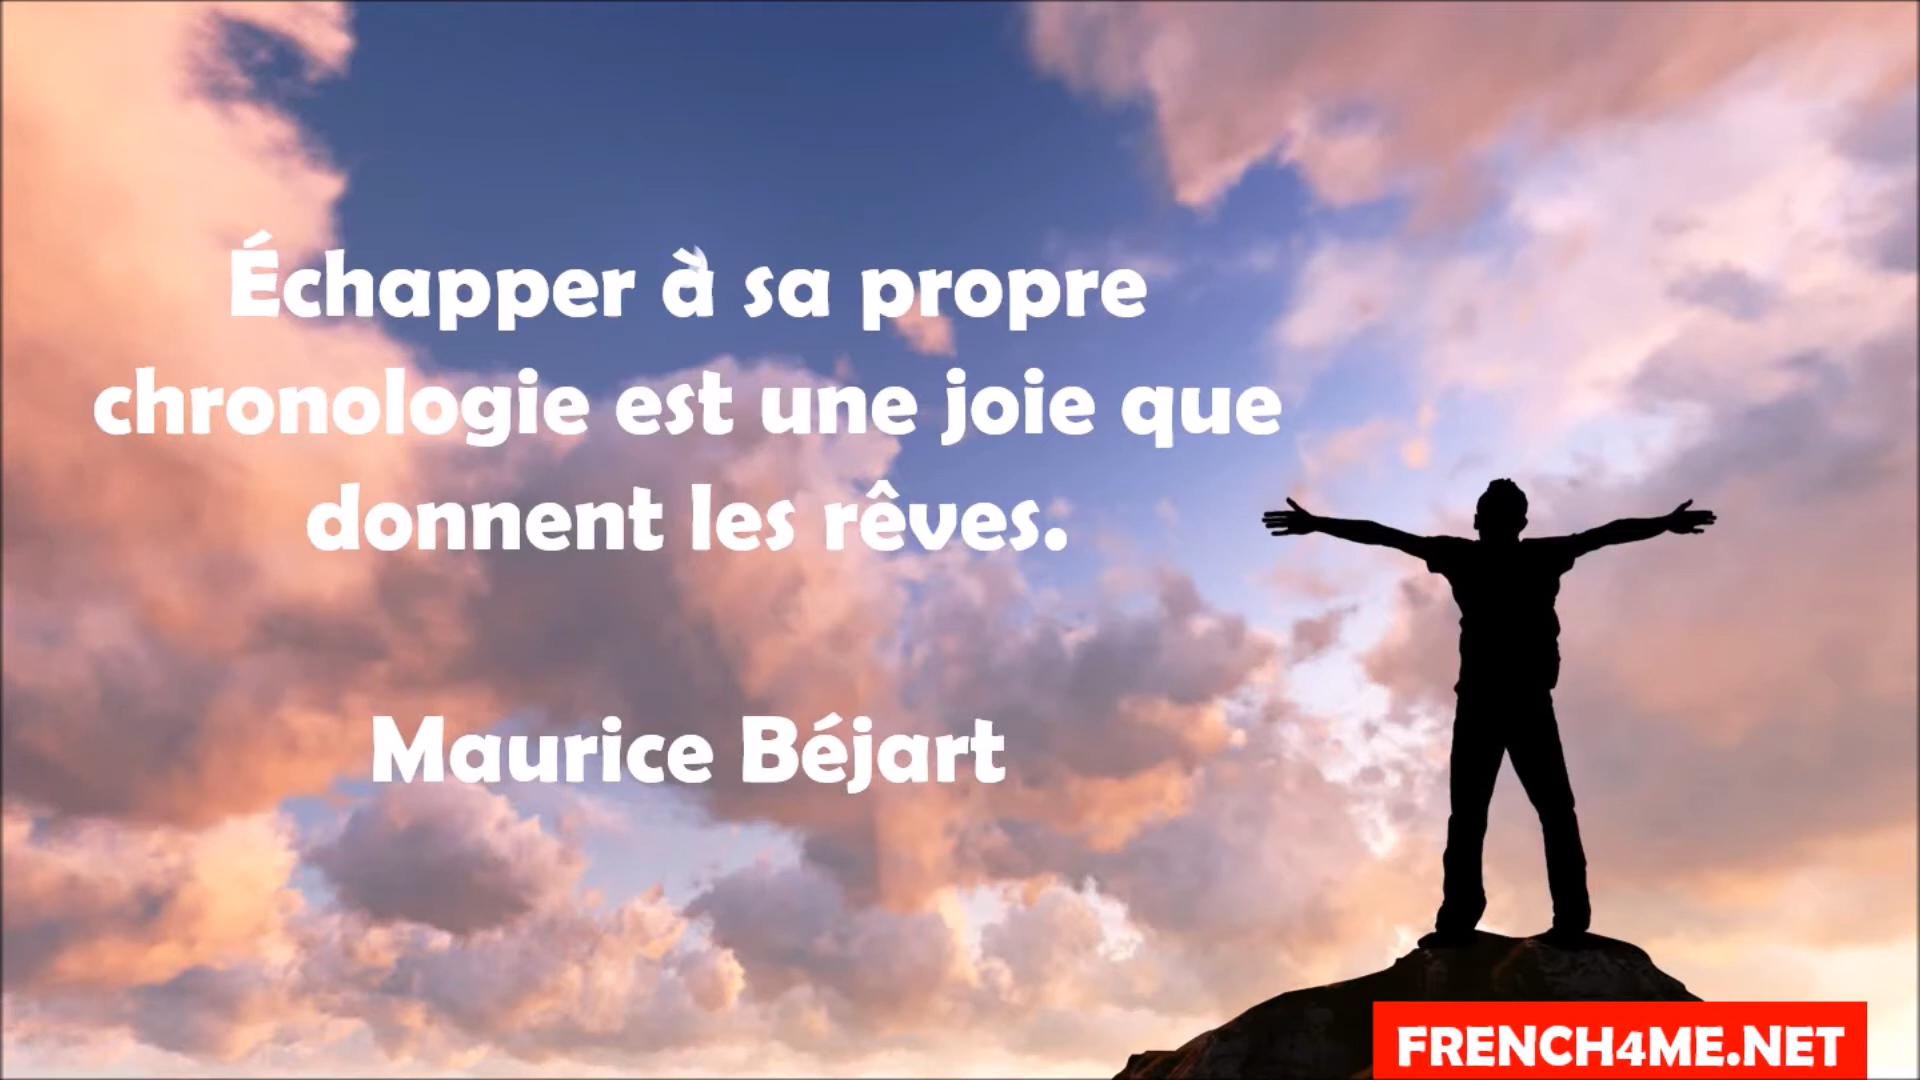 Échapper à sa propre
chronologie est une joie que
donnent les rêves.
Maurice Béjart
FRENCH4ME.NET